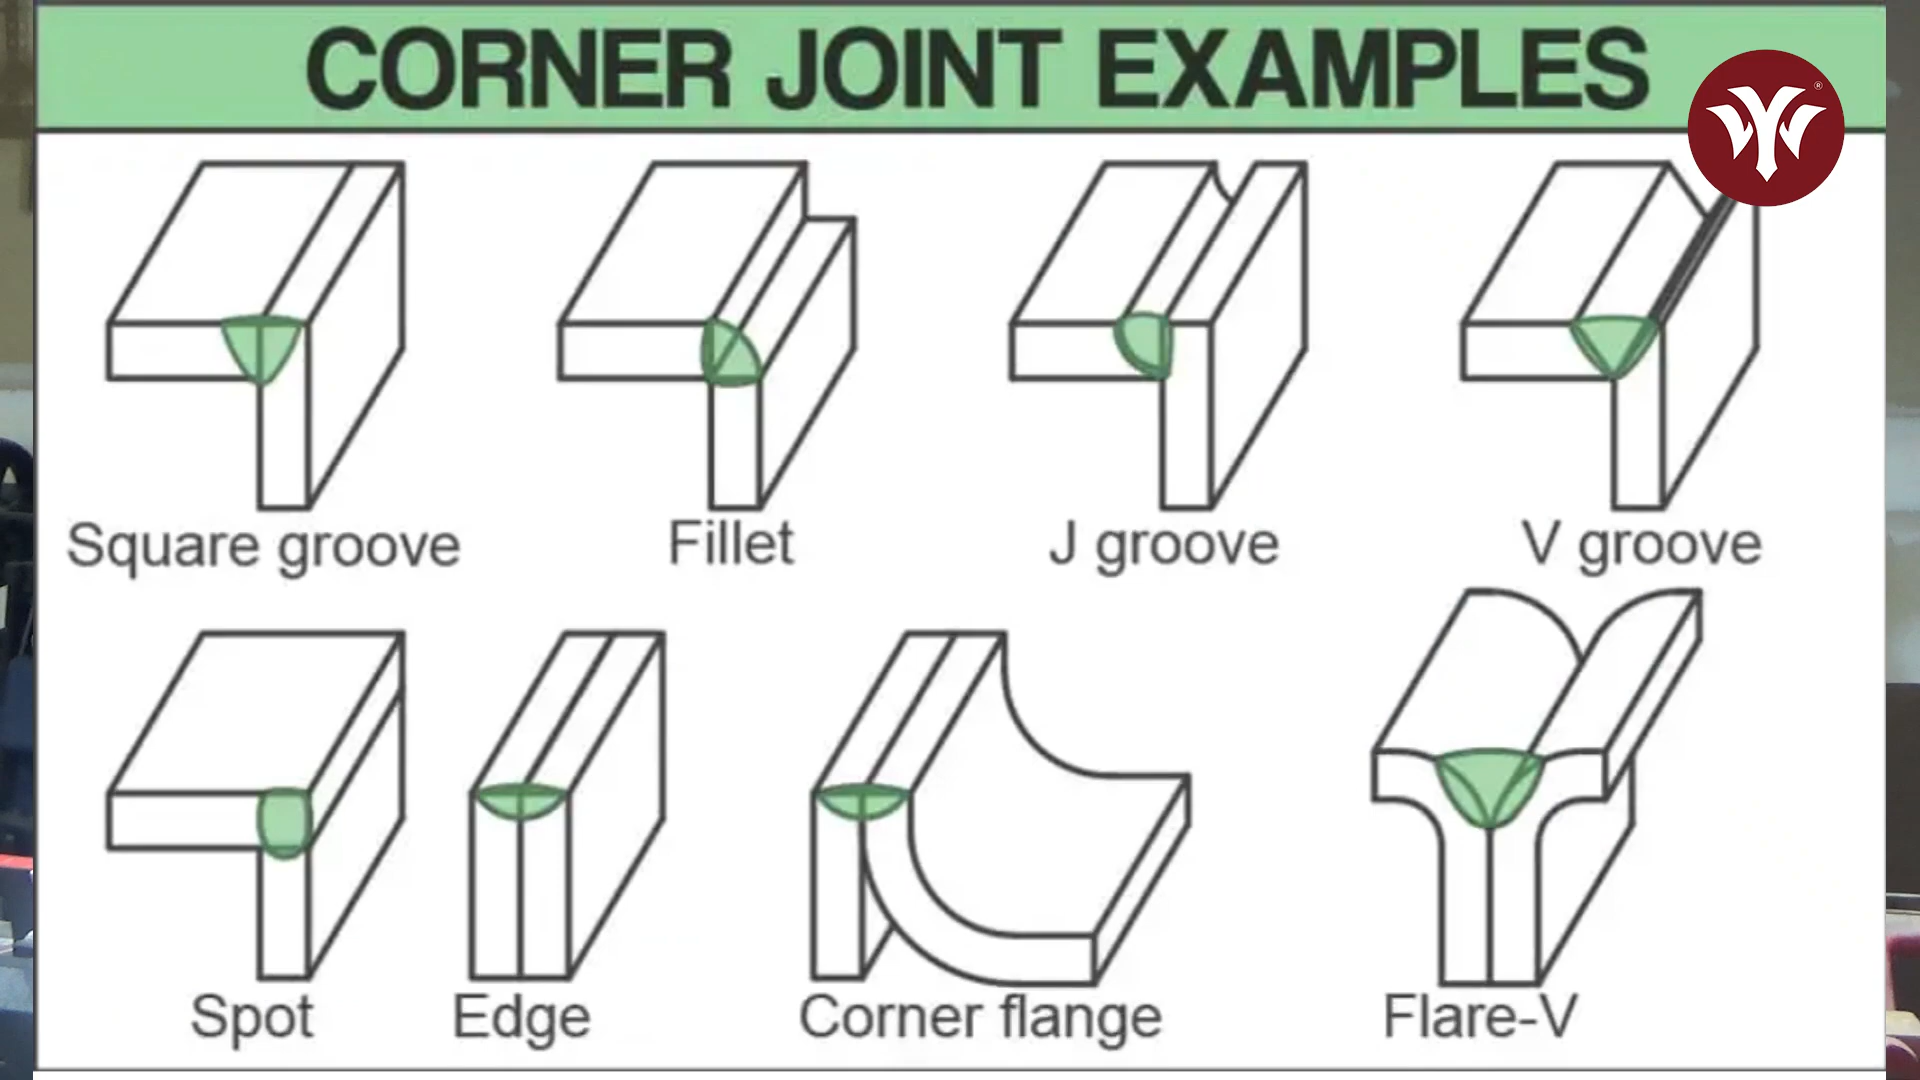 CORNER JOINT EXAMPLES
®
Square groove
Fillet
J groove
V groove
Spot
Edge
Corner flange
Flare-V